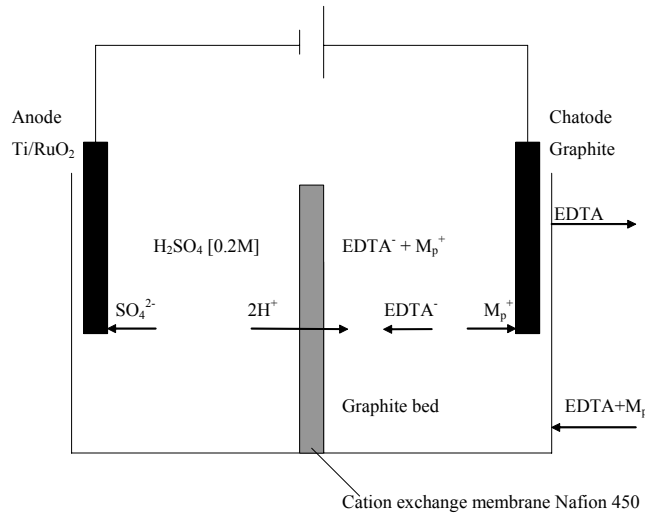 Anode
Ti/RuO₂
Chatode
Graphite
EDTA
H₂SO₄ [0.2M]
EDTA⁻ + Mₚ⁺
SO₄²⁻
2H⁺
EDTA⁻
Mₚ⁺
Graphite bed
EDTA+Mₚ
Cation exchange membrane Nafion 450